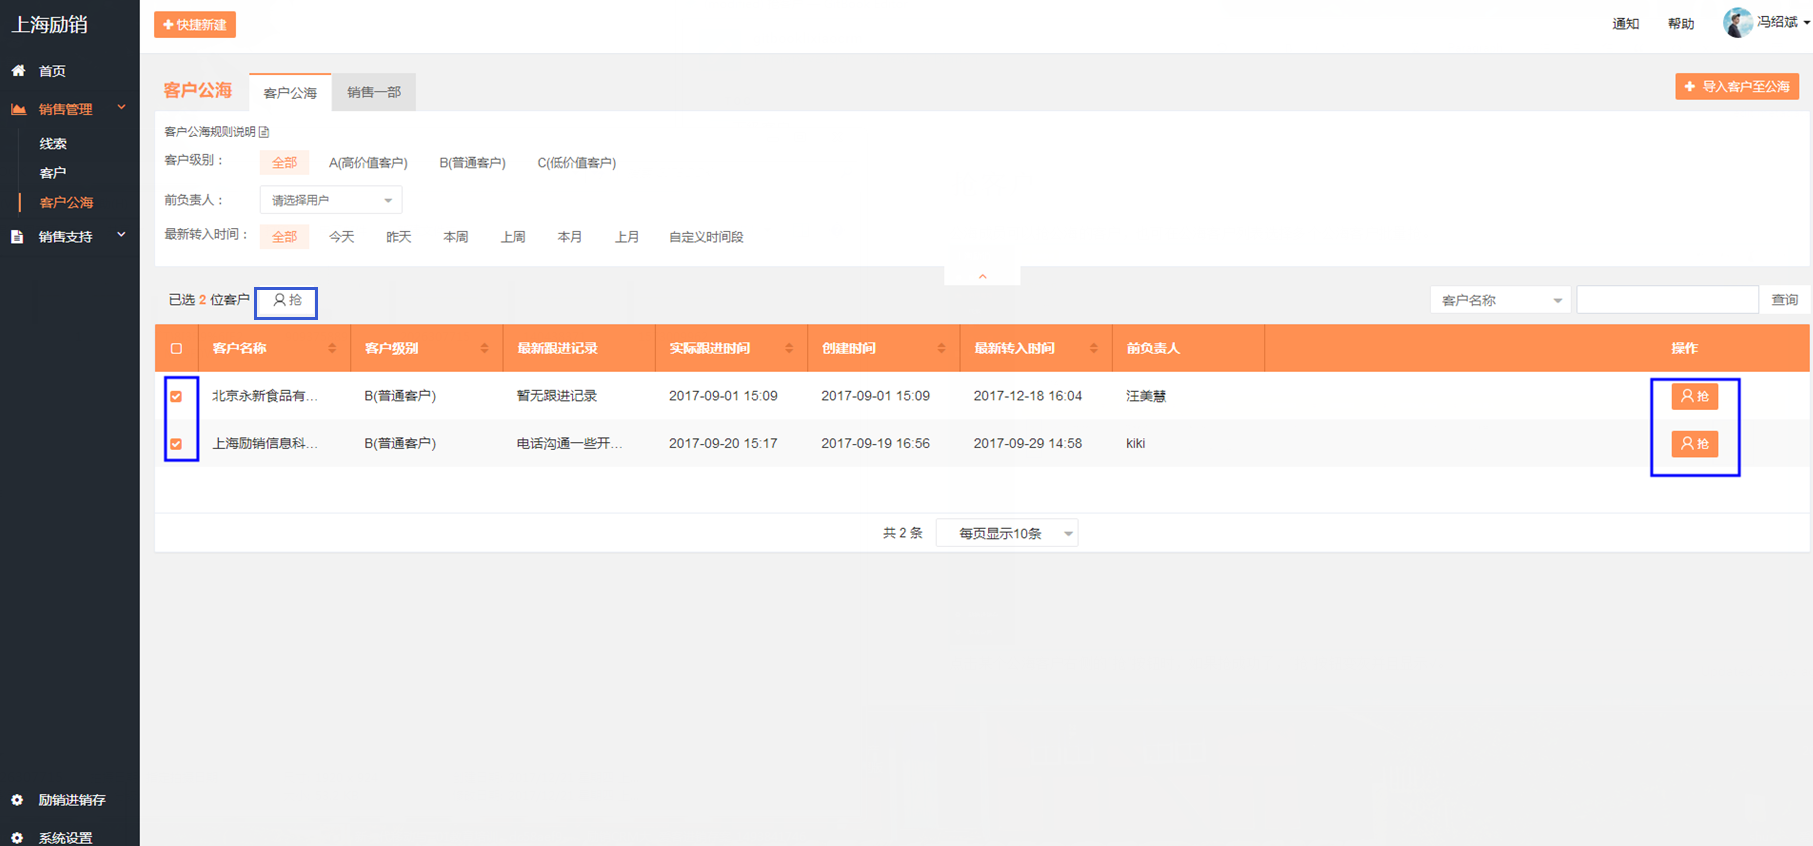 上海励销
快捷新建
通知 帮助 冯绍斌
首页
销售管理
线索
客户
客户公海
销售支持
励销进销存
系统设置
客户公海 客户公海 销售一部
导入客户至公海
客户公海规则说明
客户级别： 全部 A(高价值客户) B(普通客户) C(低价值客户)
前负责人： 请选择用户
最新转入时间： 全部 今天 昨天 本周 上周 本月 上月 自定义时间段
已选 2 位客户 抢 客户名称 查询
客户名称 客户级别 最新跟进记录 实际跟进时间 创建时间 最新转入时间 前负责人 操作
北京永新食品有... B(普通客户) 暂无跟进记录 2017-09-01 15:09 2017-09-01 15:09 2017-12-18 16:04 汪美慧 抢
上海励销信息科... B(普通客户) 电话沟通一些开... 2017-09-20 15:17 2017-09-19 16:56 2017-09-29 14:58 kiki 抢
共 2 条 每页显示10条